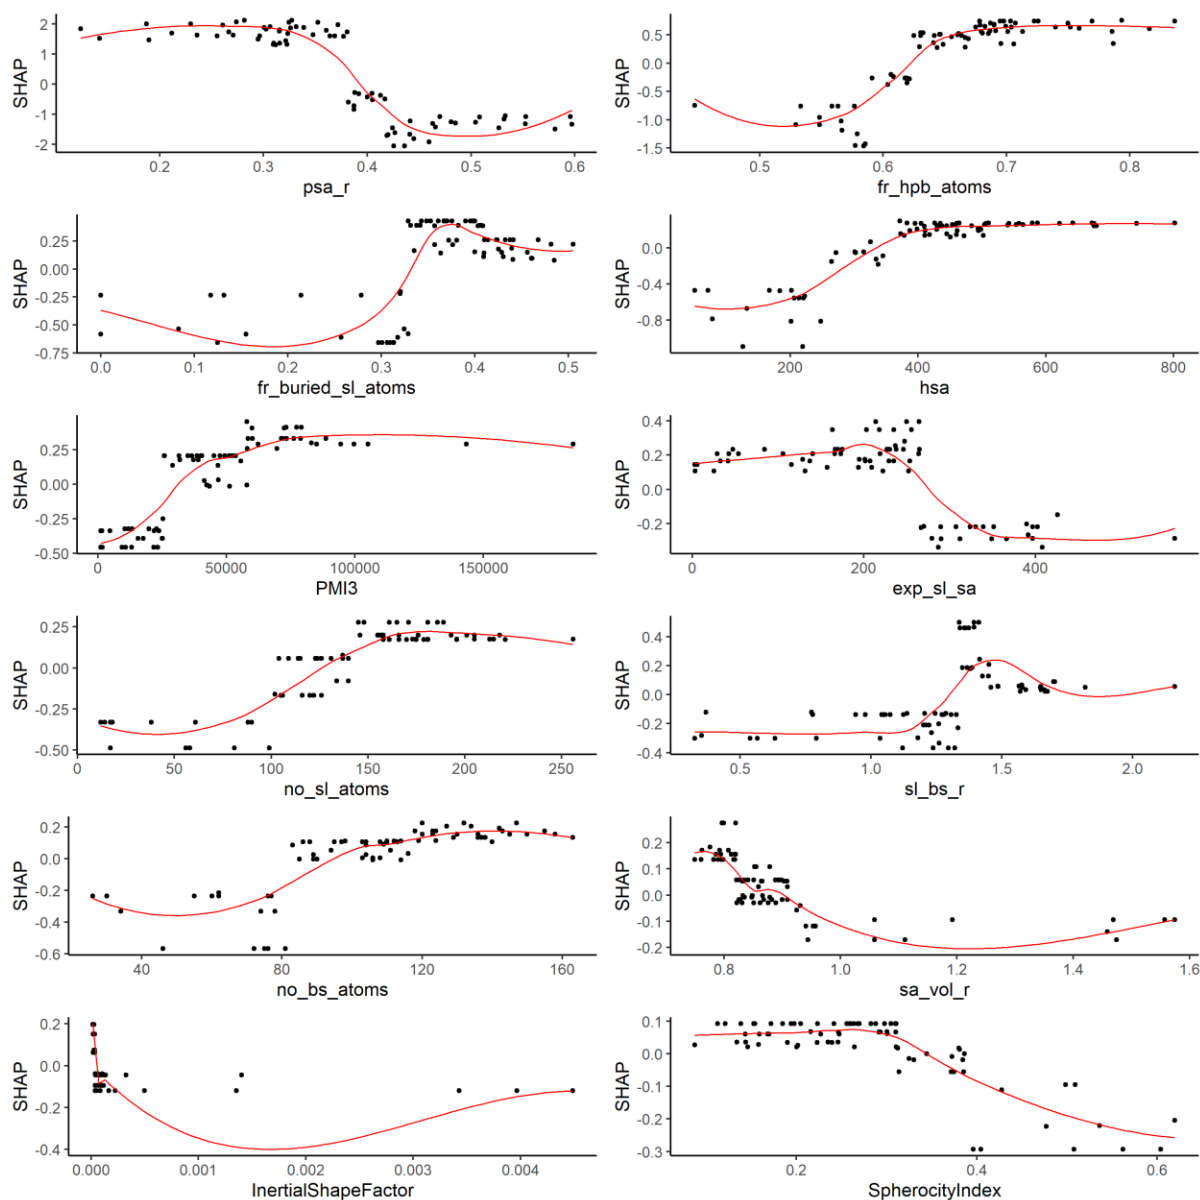 SHAP
2
1
0
-1
-2
0.2 0.3 0.4 0.5 0.6
psa_r
SHAP
0.5
0.0
-0.5
-1.0
-1.5
0.5 0.6 0.7 0.8
fr_hpb_atoms
SHAP
0.25
0.00
-0.25
-0.50
-0.75
0.0 0.1 0.2 0.3 0.4 0.5
fr_buried_sl_atoms
SHAP
0.0
-0.4
-0.8
200 400 600 800
hsa
SHAP
0.25
0.00
-0.25
-0.50
0 50000 100000 150000
PMI3
SHAP
0.4
0.2
0.0
-0.2
0 200 400
exp_sl_sa
SHAP
0.25
0.00
-0.25
-0.50
0 50 100 150 200 250
no_sl_atoms
SHAP
0.4
0.2
0.0
-0.2
-0.4
0.5 1.0 1.5 2.0
sl_bs_r
SHAP
0.2
0.0
-0.2
-0.4
-0.6
40 80 120 160
no_bs_atoms
SHAP
0.2
0.1
0.0
-0.1
-0.2
0.8 1.0 1.2 1.4 1.6
sa_vol_r
SHAP
0.2
0.0
-0.2
-0.4
0.000 0.001 0.002 0.003 0.004
InertialShapeFactor
SHAP
0.1
0.0
-0.1
-0.2
-0.3
0.2 0.4 0.6
SpherocityIndex